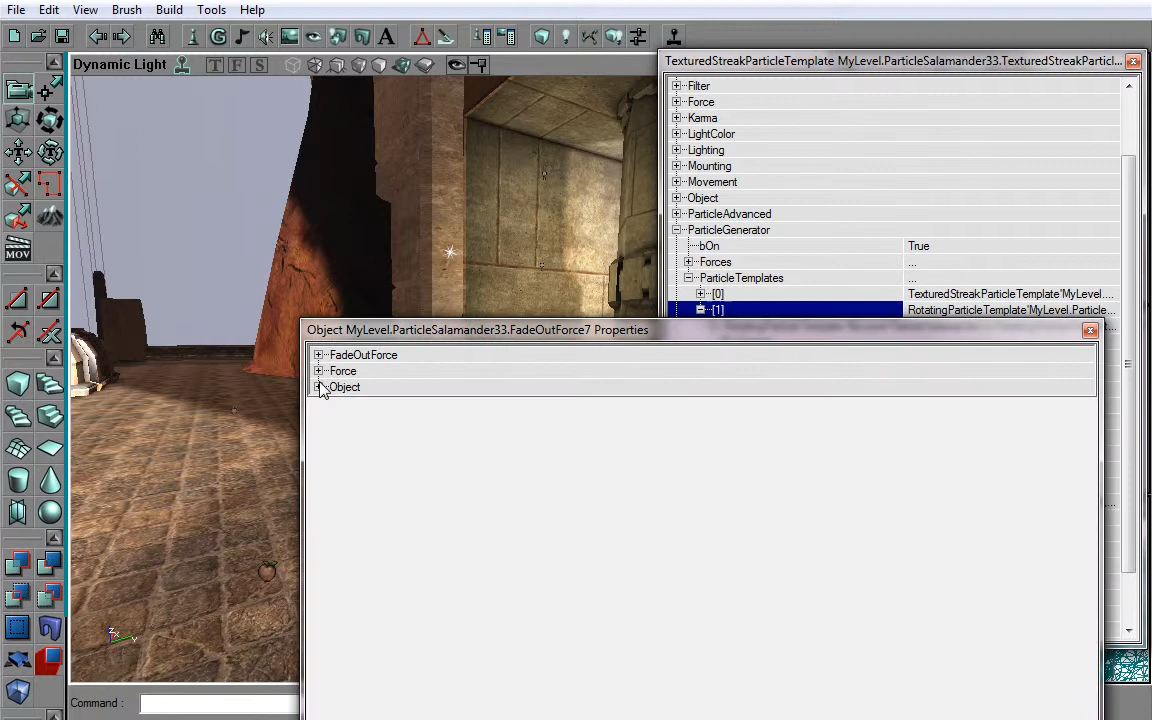 File Edit View Brush Build Tools Help
Dynamic Light T F S
MOV
Command :
TexturedStreakParticleTemplate MyLevel.ParticleSalamander33.TexturedStreakParticl...
Filter
Force
Karma
LightColor
Lighting
Mounting
Movement
Object
ParticleAdvanced
ParticleGenerator
bOn True
Forces ...
ParticleTemplates ...
[0] TexturedStreakParticleTemplate'MyLevel....
[1] RotatingParticleTemplate'MyLevel.Particle...
Object MyLevel.ParticleSalamander33.FadeOutForce7 Properties
FadeOutForce
Force
Object